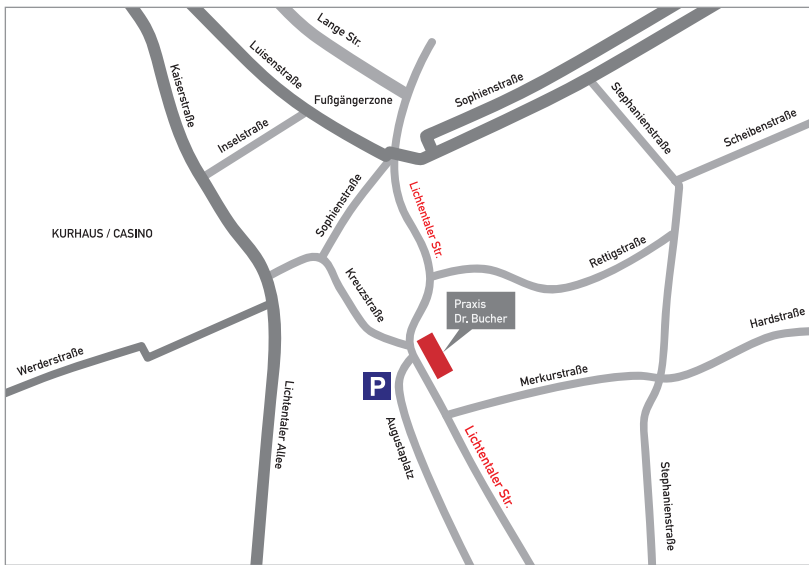 Lange Str.
Luisenstraße
Kaiserstraße
Fußgängerzone
Sophienstraße
Stephanienstraße
Scheibenstraße
Inselstraße
Sophienstraße
Lichtentaler Str.
KURHAUS / CASINO
Rettigstraße
Kreuzstraße
Praxis
Dr. Bucher
Hardstraße
Werderstraße
Merkurstraße
P
Lichtentaler Allee
Augustaplatz
Lichtentaler Str.
Stephanienstraße